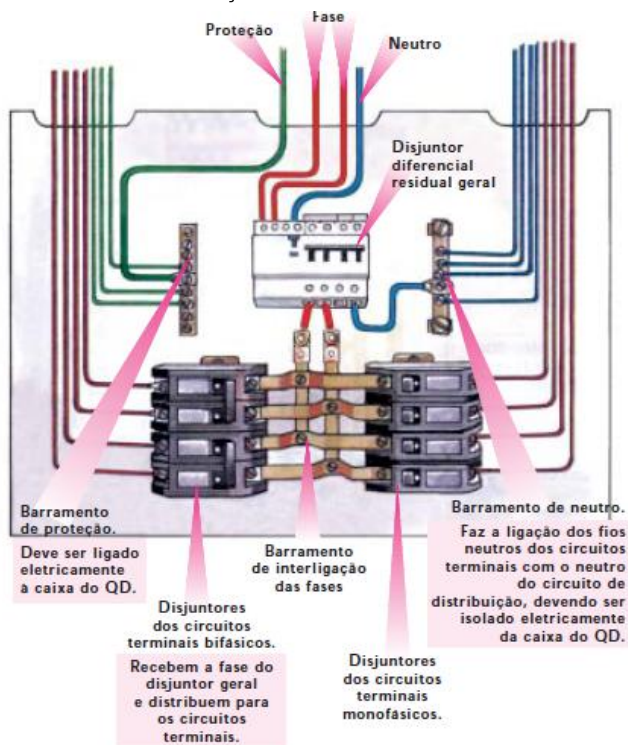 Proteção
Fase
Neutro
Disjuntor
diferencial
residual geral
Barramento
de proteção.
Deve ser ligado
eletricamente
à caixa do QD.
Disjuntores
dos circuitos
terminais bifásicos.
Recebem a fase do
disjuntor geral
e distribuem para
os circuitos
terminais.
Barramento
de interligação
das fases
Disjuntores
dos circuitos
terminais
monofásicos.
Barramento de neutro.
Faz a ligação dos fios
neutros dos circuitos
terminais com o neutro
do circuito de
distribuição, devendo ser
isolado eletricamente
da caixa do QD.